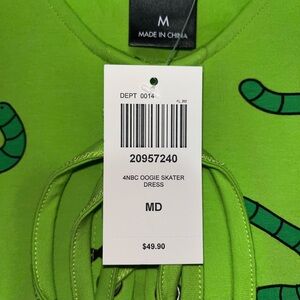 M
MADE IN CHINA
DEPT 0014
20957240
4NBC OOGIE SKATER
DRESS
MD
$49.90